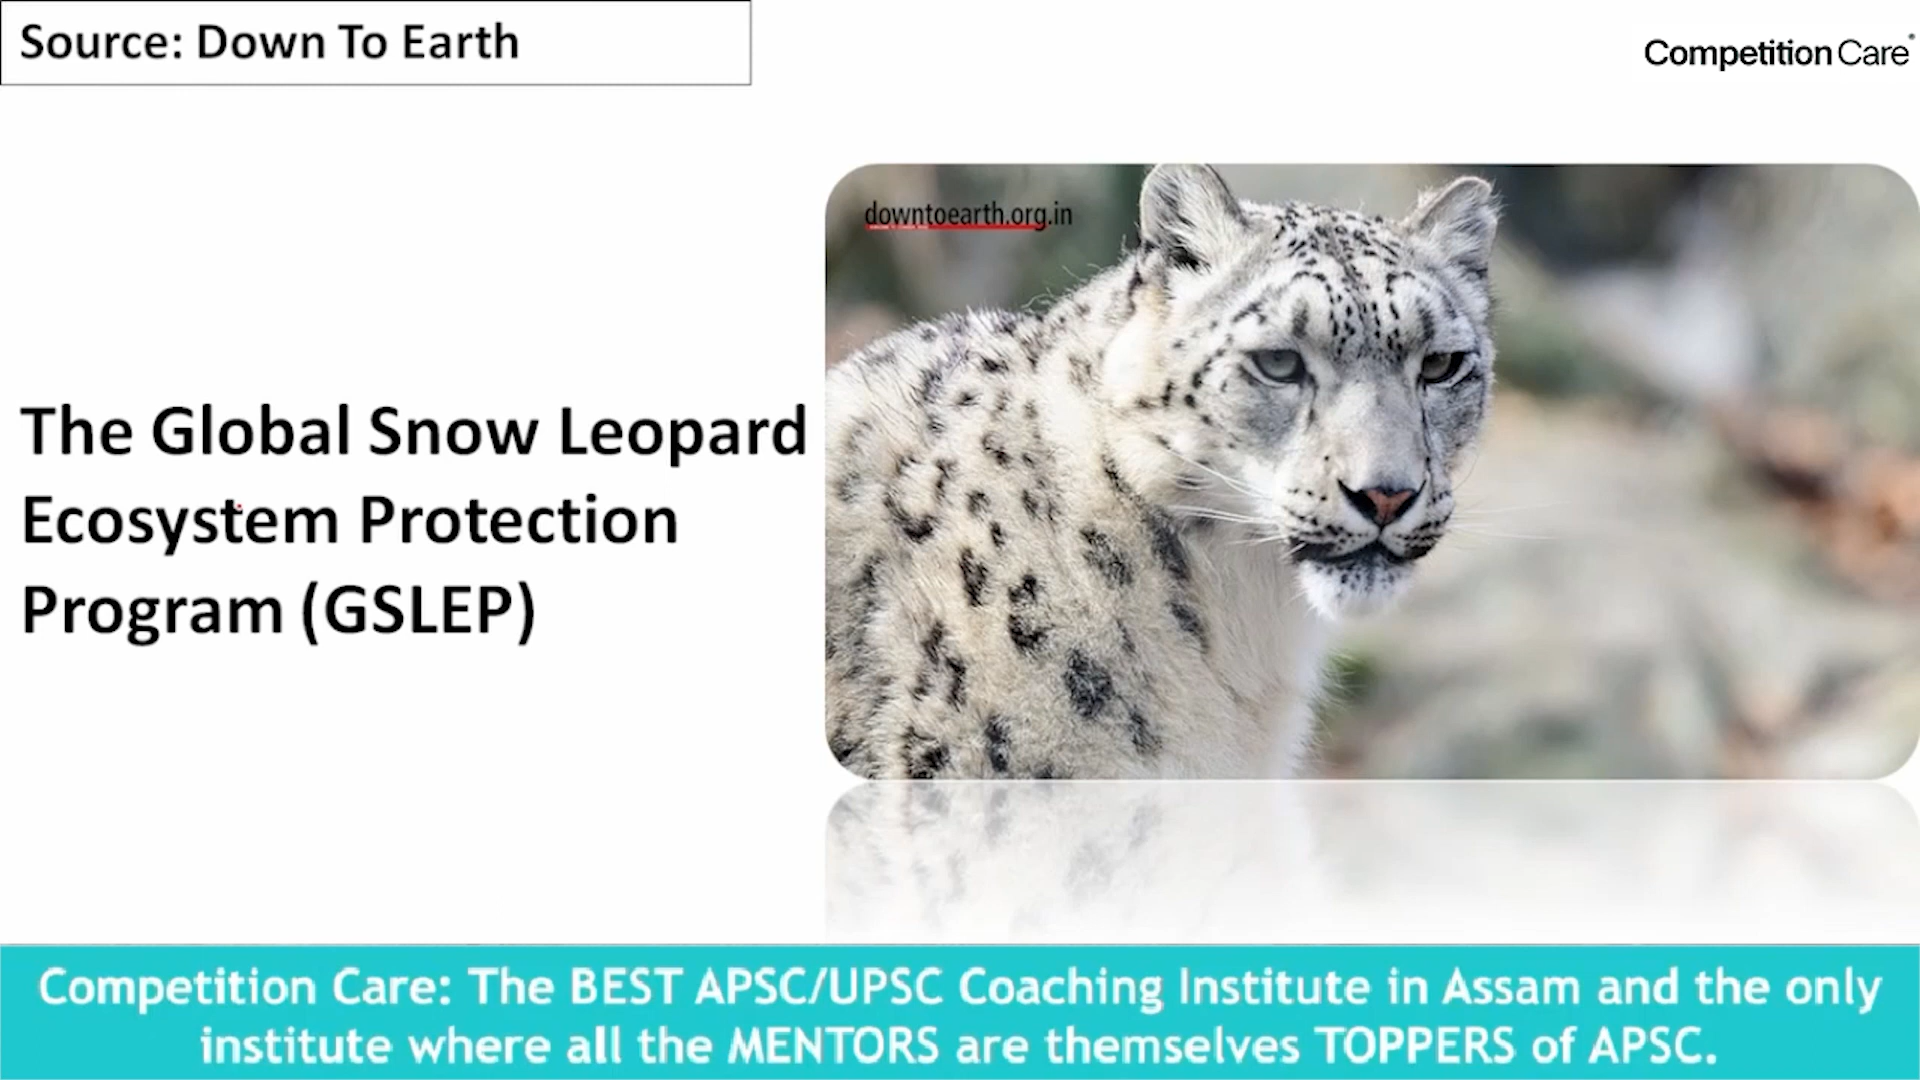 Source: Down To Earth
Competition Care
downtoearth.org.in
The Global Snow Leopard
Ecosystem Protection
Program (GSLEP)
Competition Care: The BEST APSC/UPSC Coaching Institute in Assam and the only
institute where all the MENTORS are themselves TOPPERS of APSC.